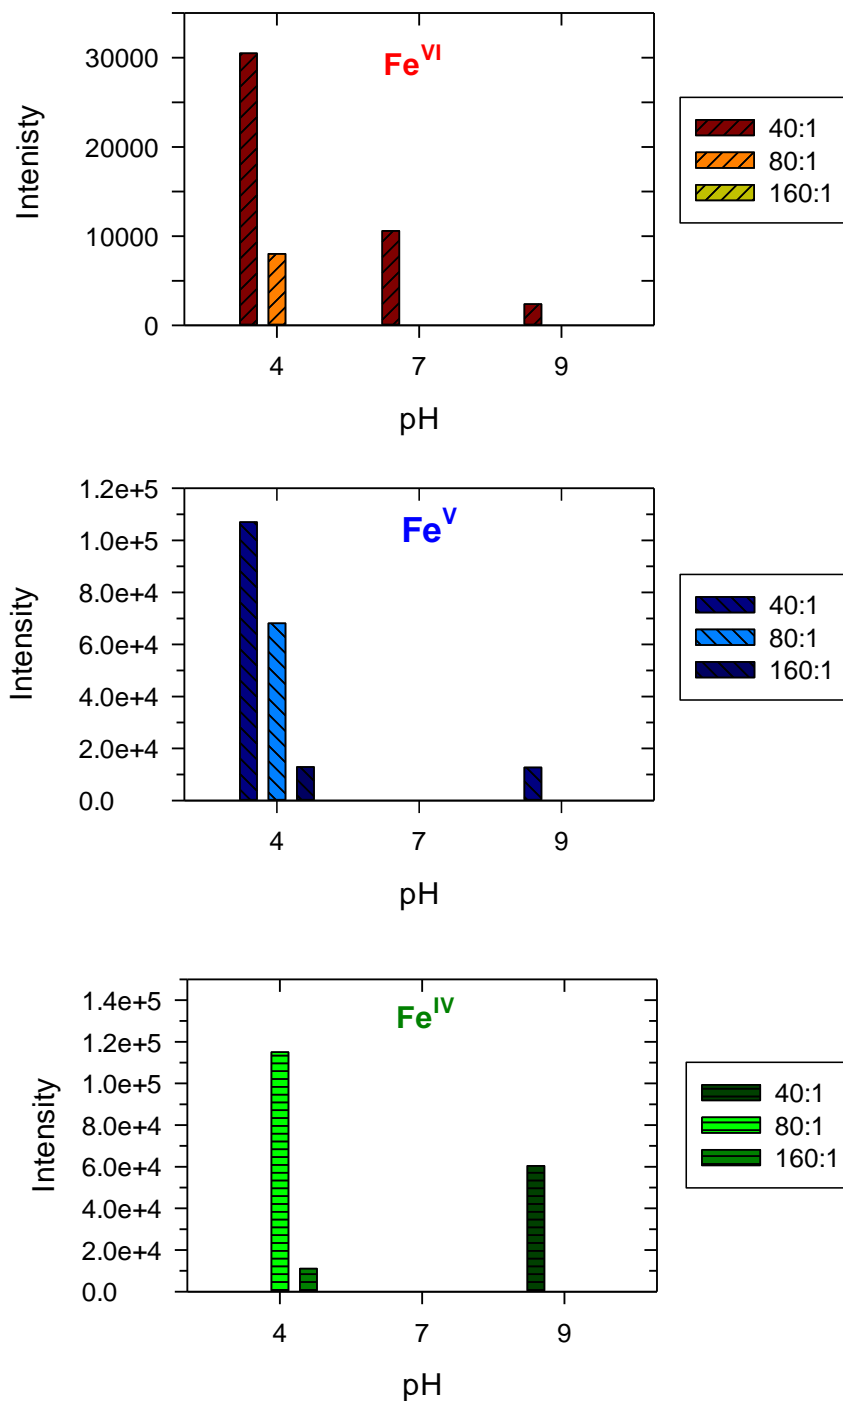 Fe^VI
30000
20000
10000
0
Intenisty
4 7 9
pH
40:1
80:1
160:1
Fe^V
1.2e+5
1.0e+5
8.0e+4
6.0e+4
4.0e+4
2.0e+4
0.0
Intensity
4 7 9
pH
40:1
80:1
160:1
Fe^IV
1.4e+5
1.2e+5
1.0e+5
8.0e+4
6.0e+4
4.0e+4
2.0e+4
0.0
Intensity
4 7 9
pH
40:1
80:1
160:1